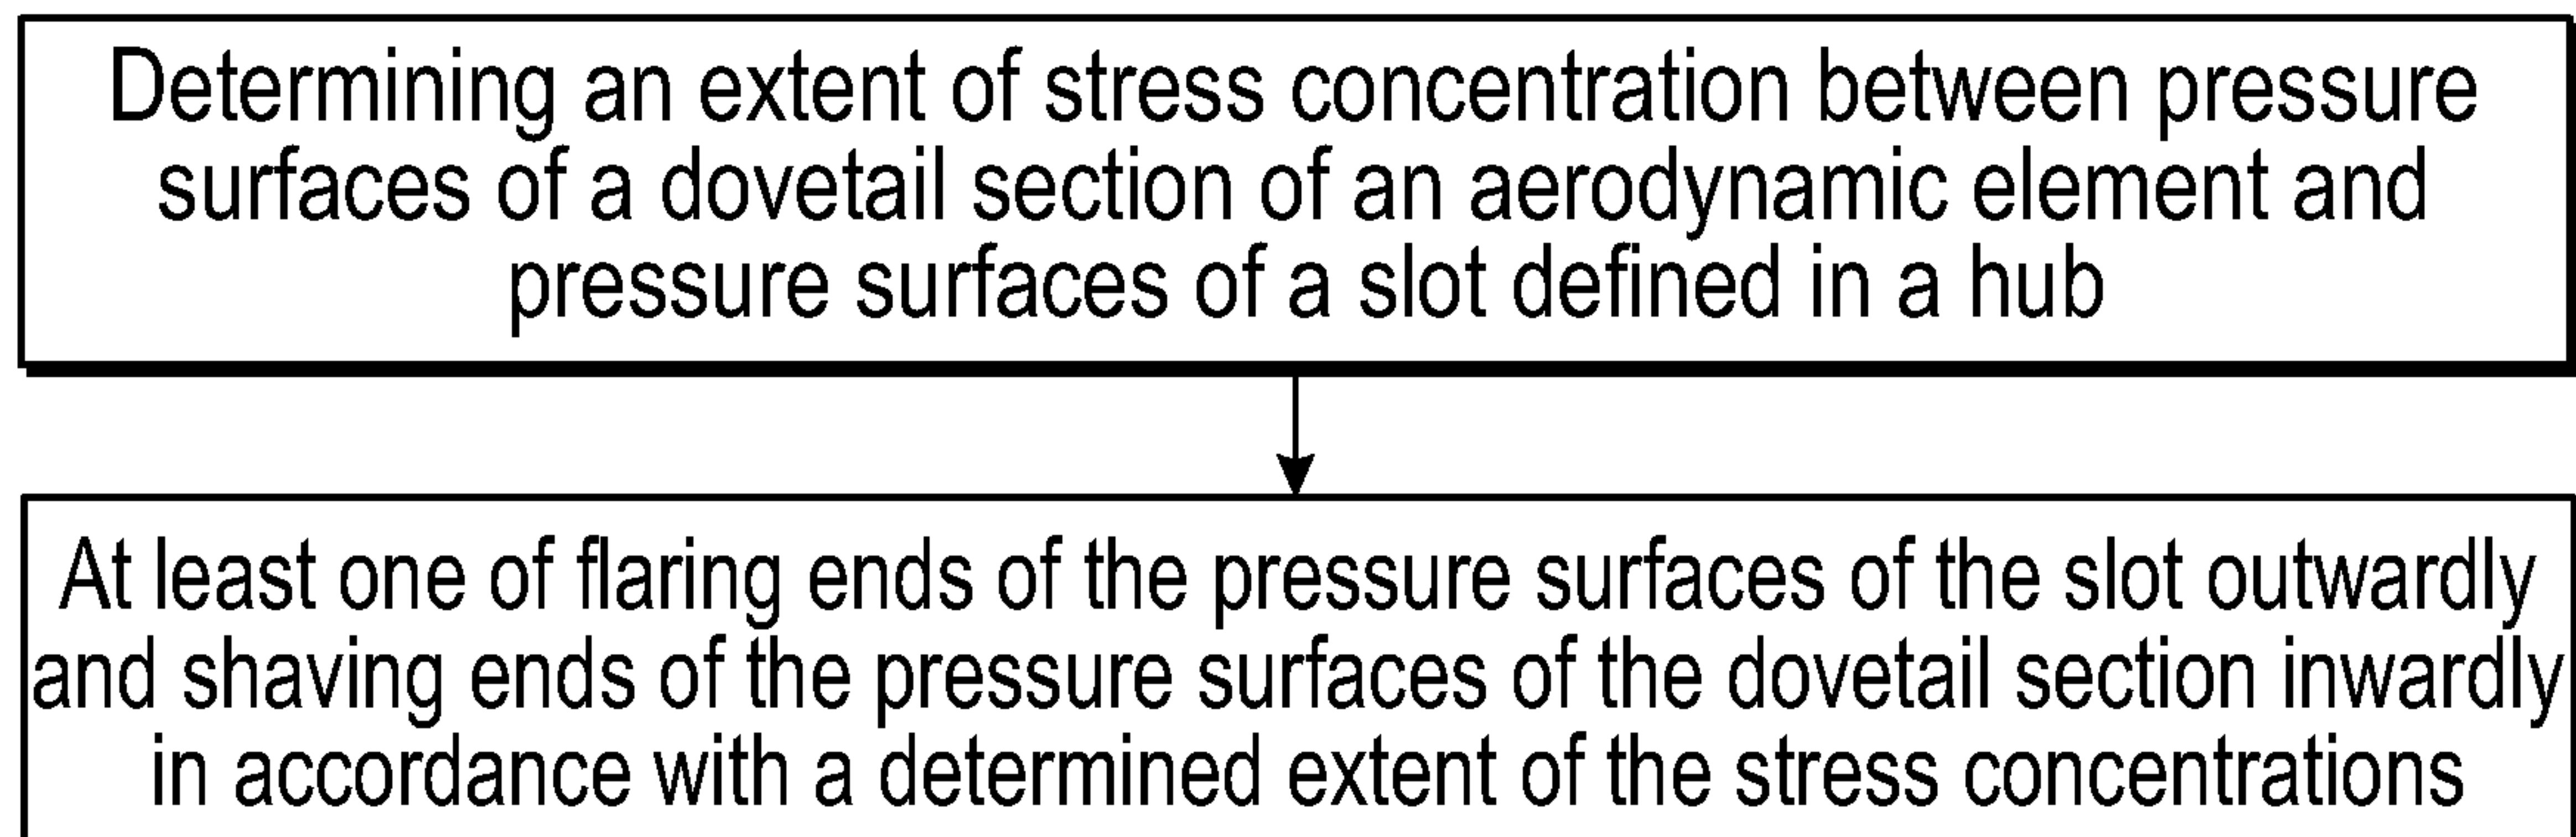 Determining an extent of stress concentration between pressure
surfaces of a dovetail section of an aerodynamic element and
pressure surfaces of a slot defined in a hub
At least one of flaring ends of the pressure surfaces of the slot outwardly
and shaving ends of the pressure surfaces of the dovetail section inwardly
in accordance with a determined extent of the stress concentrations